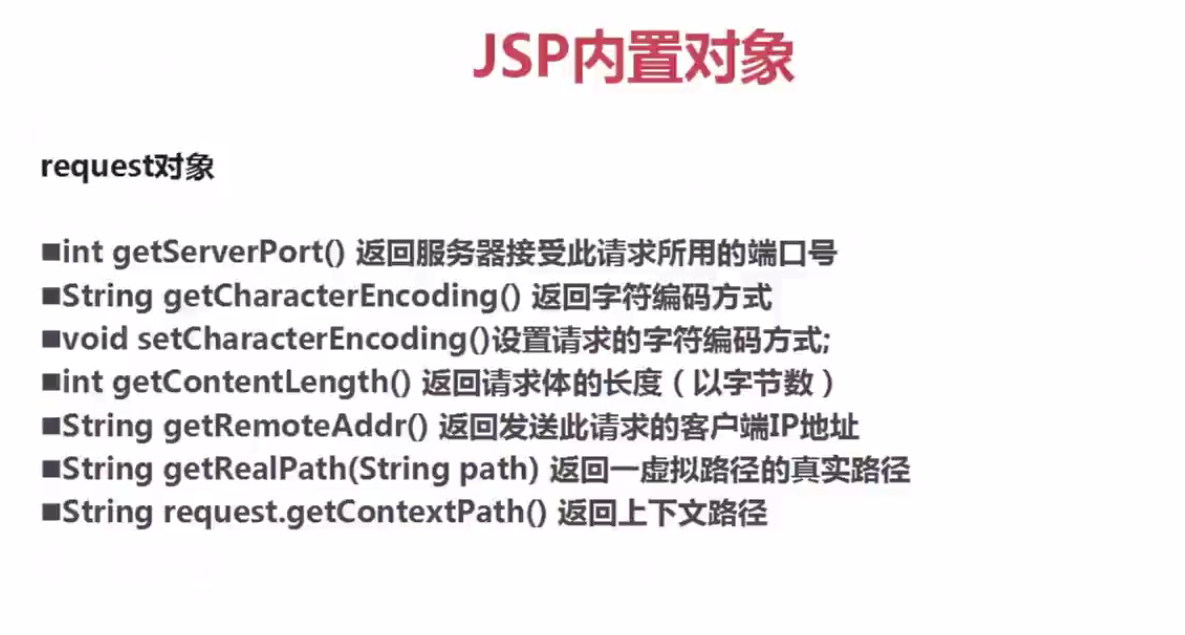 JSP内置对象
request对象
■int getServerPort() 返回服务器接受此请求所用的端口号
■String getCharacterEncoding() 返回字符编码方式
■void setCharacterEncoding()设置请求的字符编码方式;
■int getContentLength() 返回请求体的长度（以字节数）
■String getRemoteAddr() 返回发送此请求的客户端IP地址
■String getRealPath(String path) 返回一虚拟路径的真实路径
■String request.getContextPath() 返回上下文路径